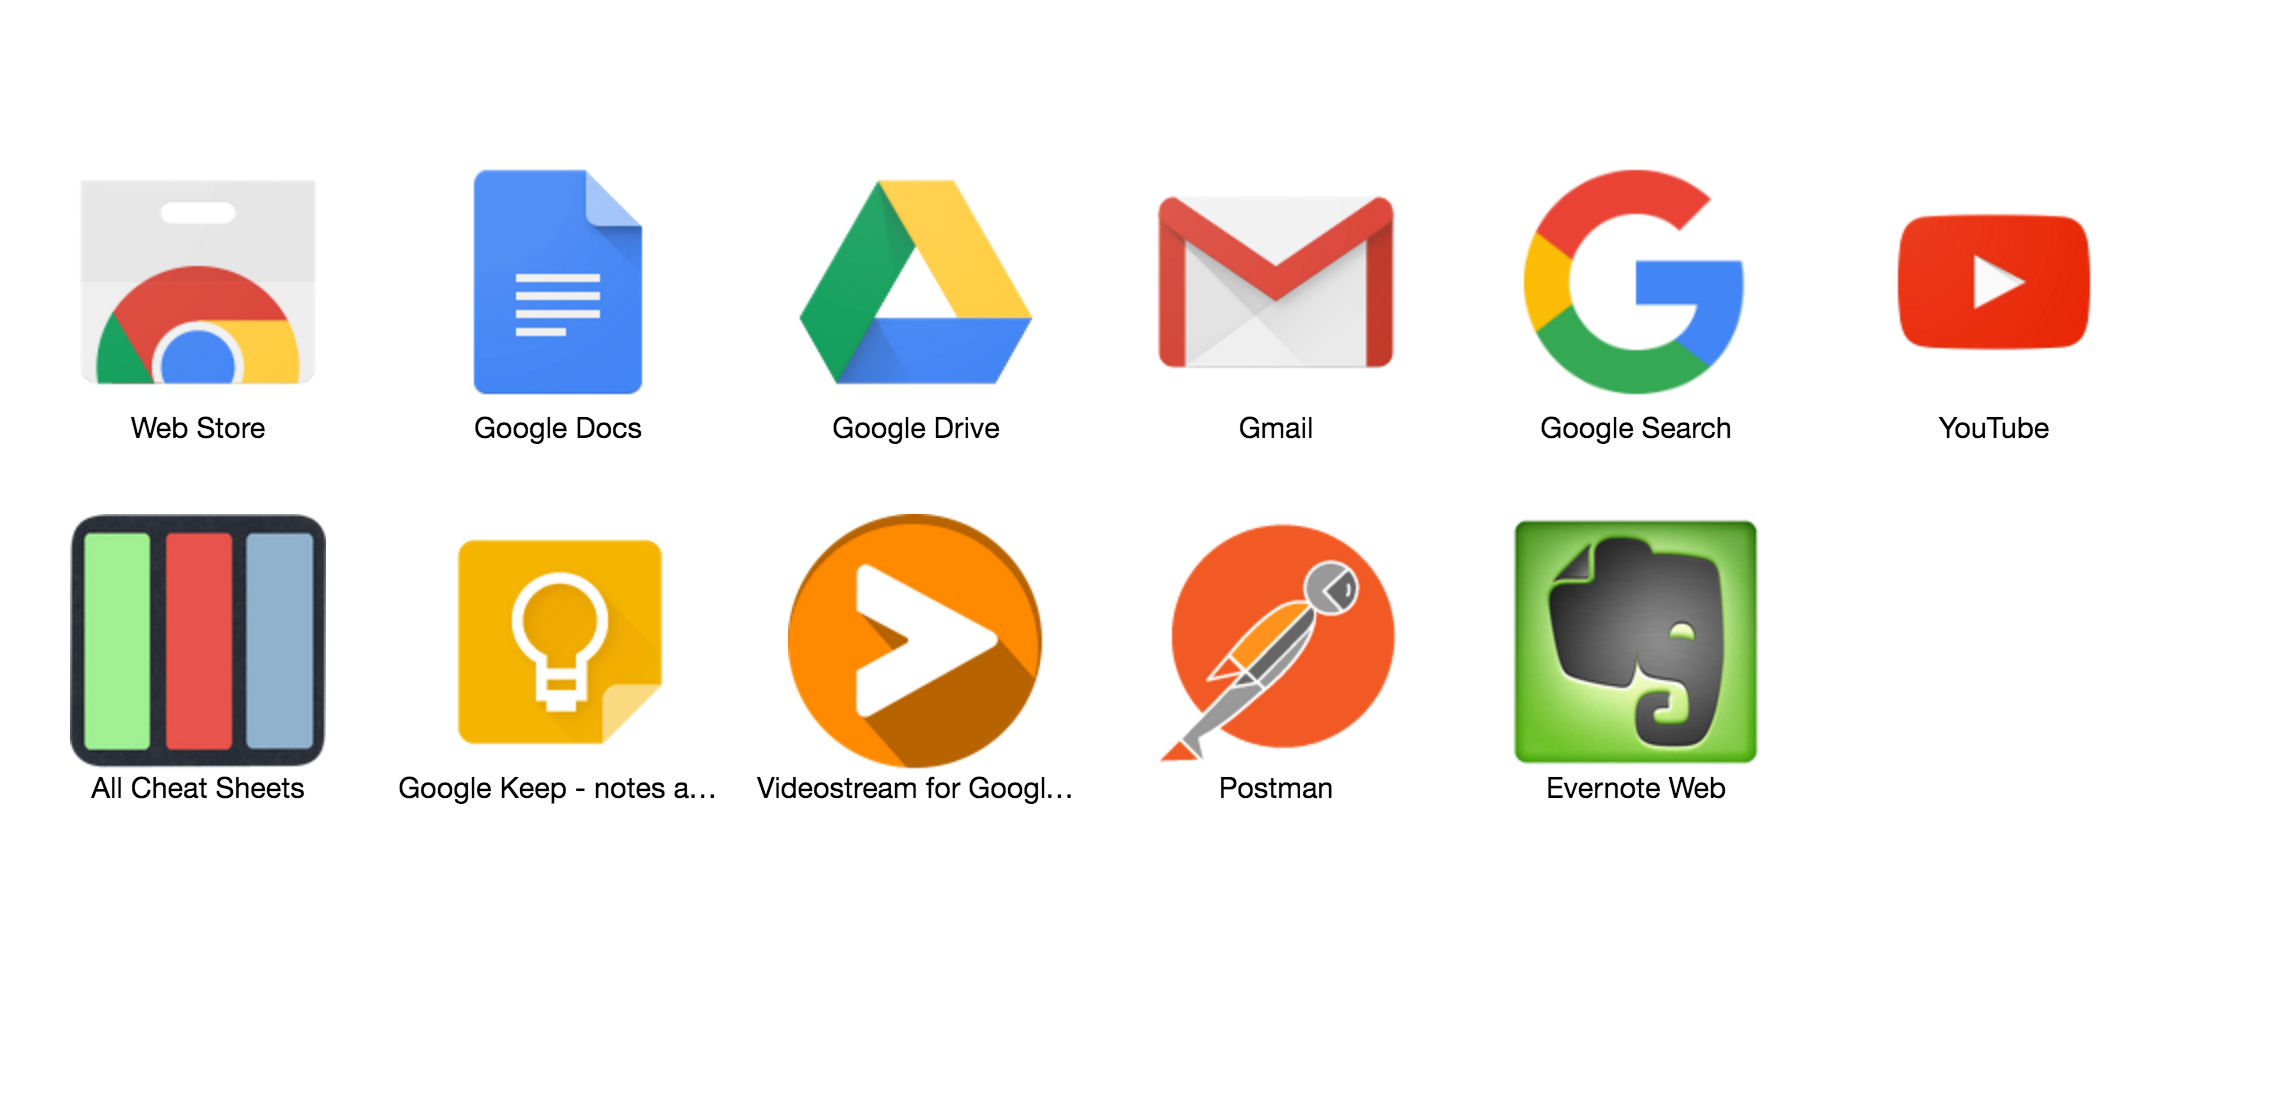 Web Store
Google Docs
Google Drive
Gmail
Google Search
YouTube
All Cheat Sheets
Google Keep - notes a...
Videostream for Googl...
Postman
Evernote Web